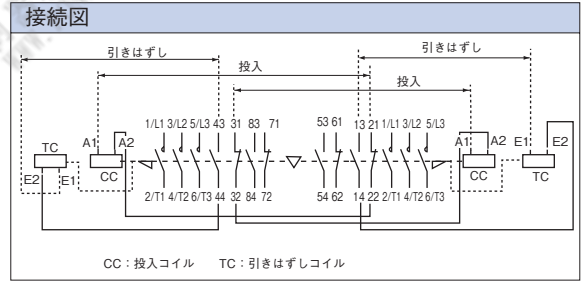 接続図
引きはずし 引きはずし
投入
投入
1/L1 3/L2 5/L3 43 31 83 71 53 61 13 21 1/L1 3/L2 5/L3
TC A1 A2 A1 A2 E1 E2
E2 E1 CC CC TC
2/T1 4/T2 6/T3 44 32 84 72 54 62 14 22 2/T1 4/T2 6/T3
CC：投入コイル TC：引きはずしコイル